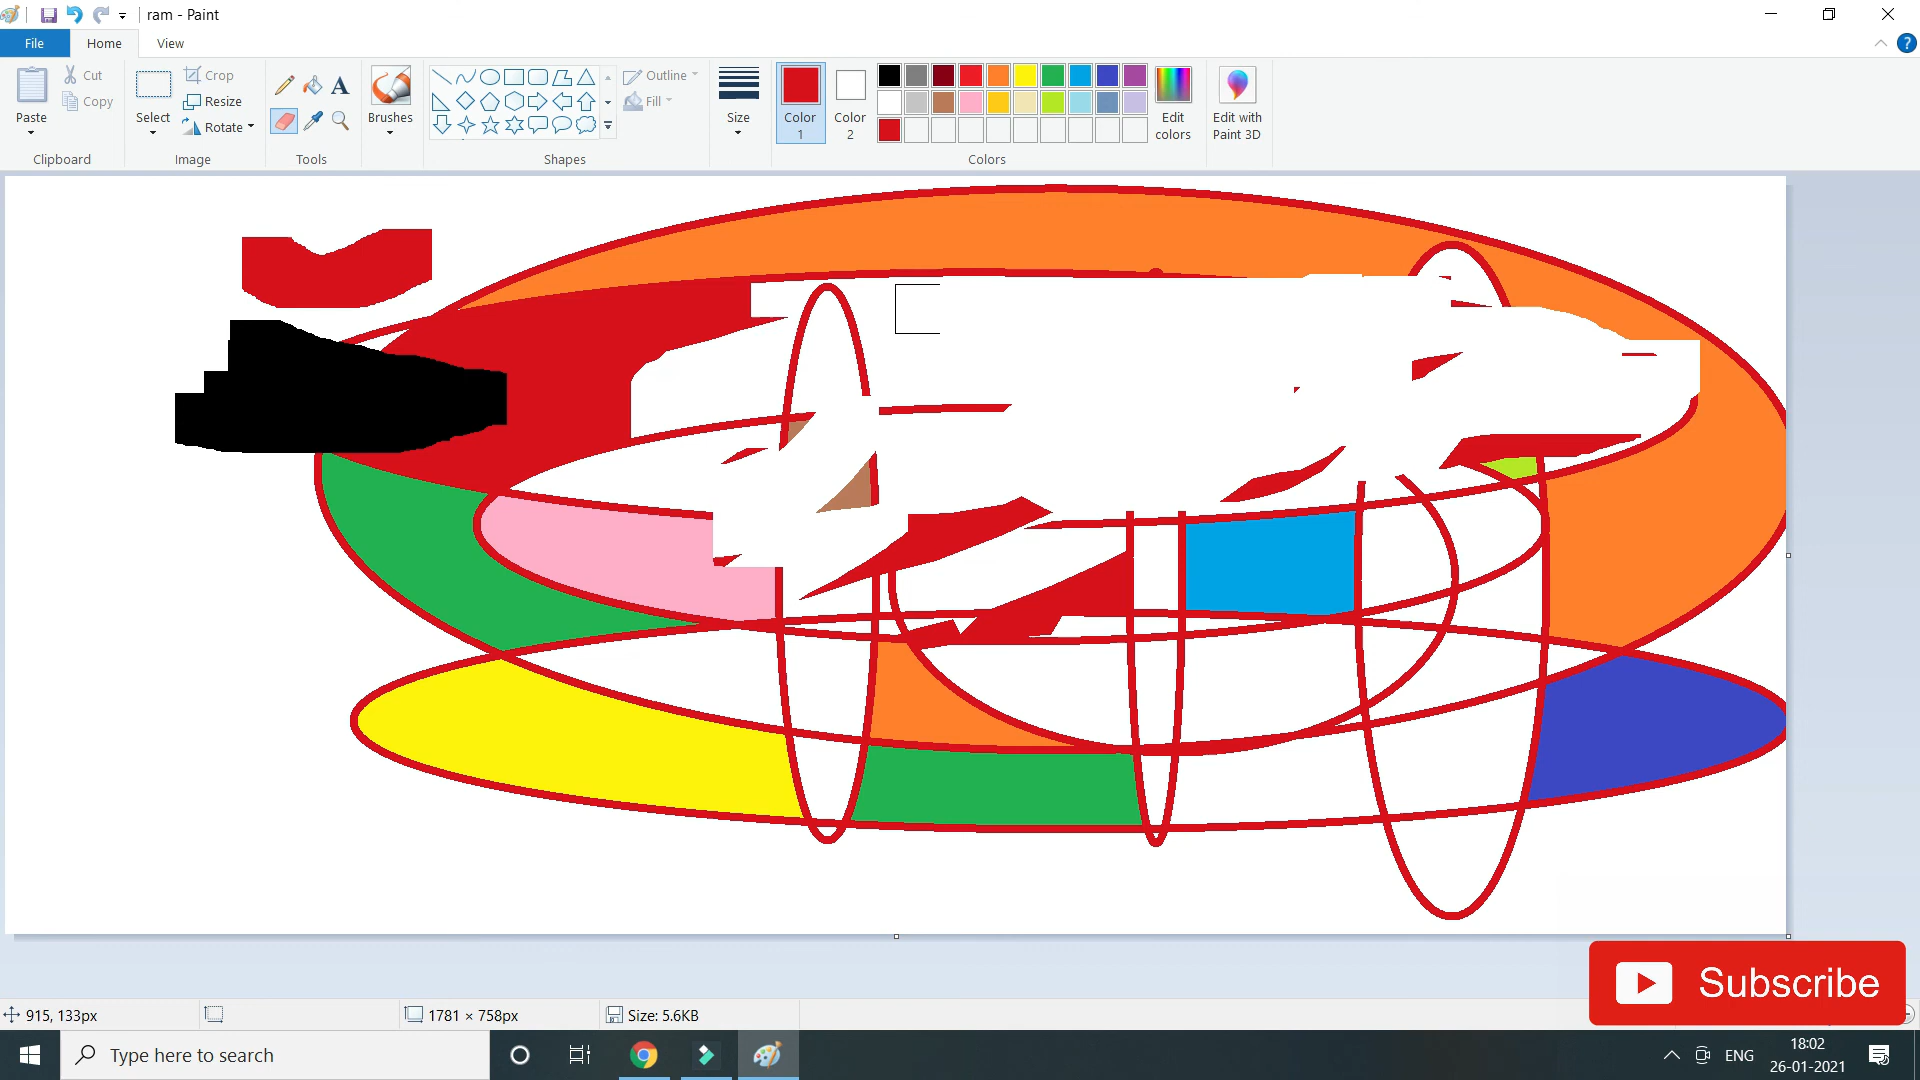 ram - Paint
File Home View
Paste
Cut
Copy
Clipboard
Select
Crop
Resize
Rotate
Image
A
Tools
Brushes
Outline
Fill
Shapes
Size
Color 1
Color 2
Edit colors
Colors
Edit with Paint 3D
?
Subscribe
915, 133px
1781 × 758px
Size: 5.6KB
Type here to search
ENG
18:02
26-01-2021